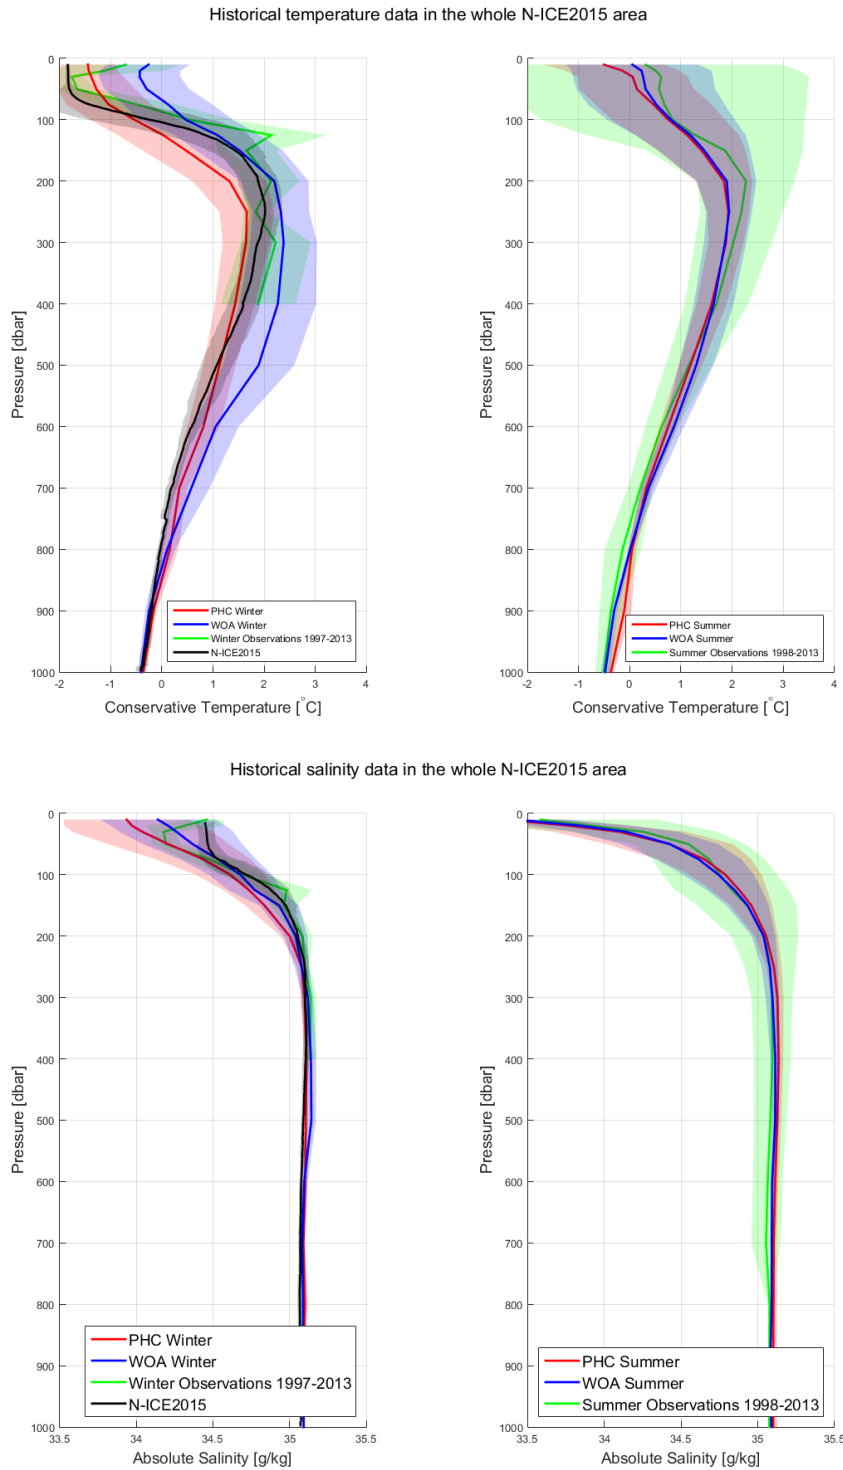 Historical temperature data in the whole N-ICE2015 area
0
100
200
300
400
500
600
700
800
900
1000
Pressure [dbar]
-2 -1 0 1 2 3 4
Conservative Temperature [°C]
PHC Winter
WOA Winter
Winter Observations 1997-2013
N-ICE2015
0
100
200
300
400
500
600
700
800
900
1000
Pressure [dbar]
-2 -1 0 1 2 3 4
Conservative Temperature [°C]
PHC Summer
WOA Summer
Summer Observations 1998-2013
Historical salinity data in the whole N-ICE2015 area
0
100
200
300
400
500
600
700
800
900
1000
Pressure [dbar]
33.5 34 34.5 35 35.5
Absolute Salinity [g/kg]
PHC Winter
WOA Winter
Winter Observations 1997-2013
N-ICE2015
0
100
200
300
400
500
600
700
800
900
1000
Pressure [dbar]
33.5 34 34.5 35 35.5
Absolute Salinity [g/kg]
PHC Summer
WOA Summer
Summer Observations 1998-2013